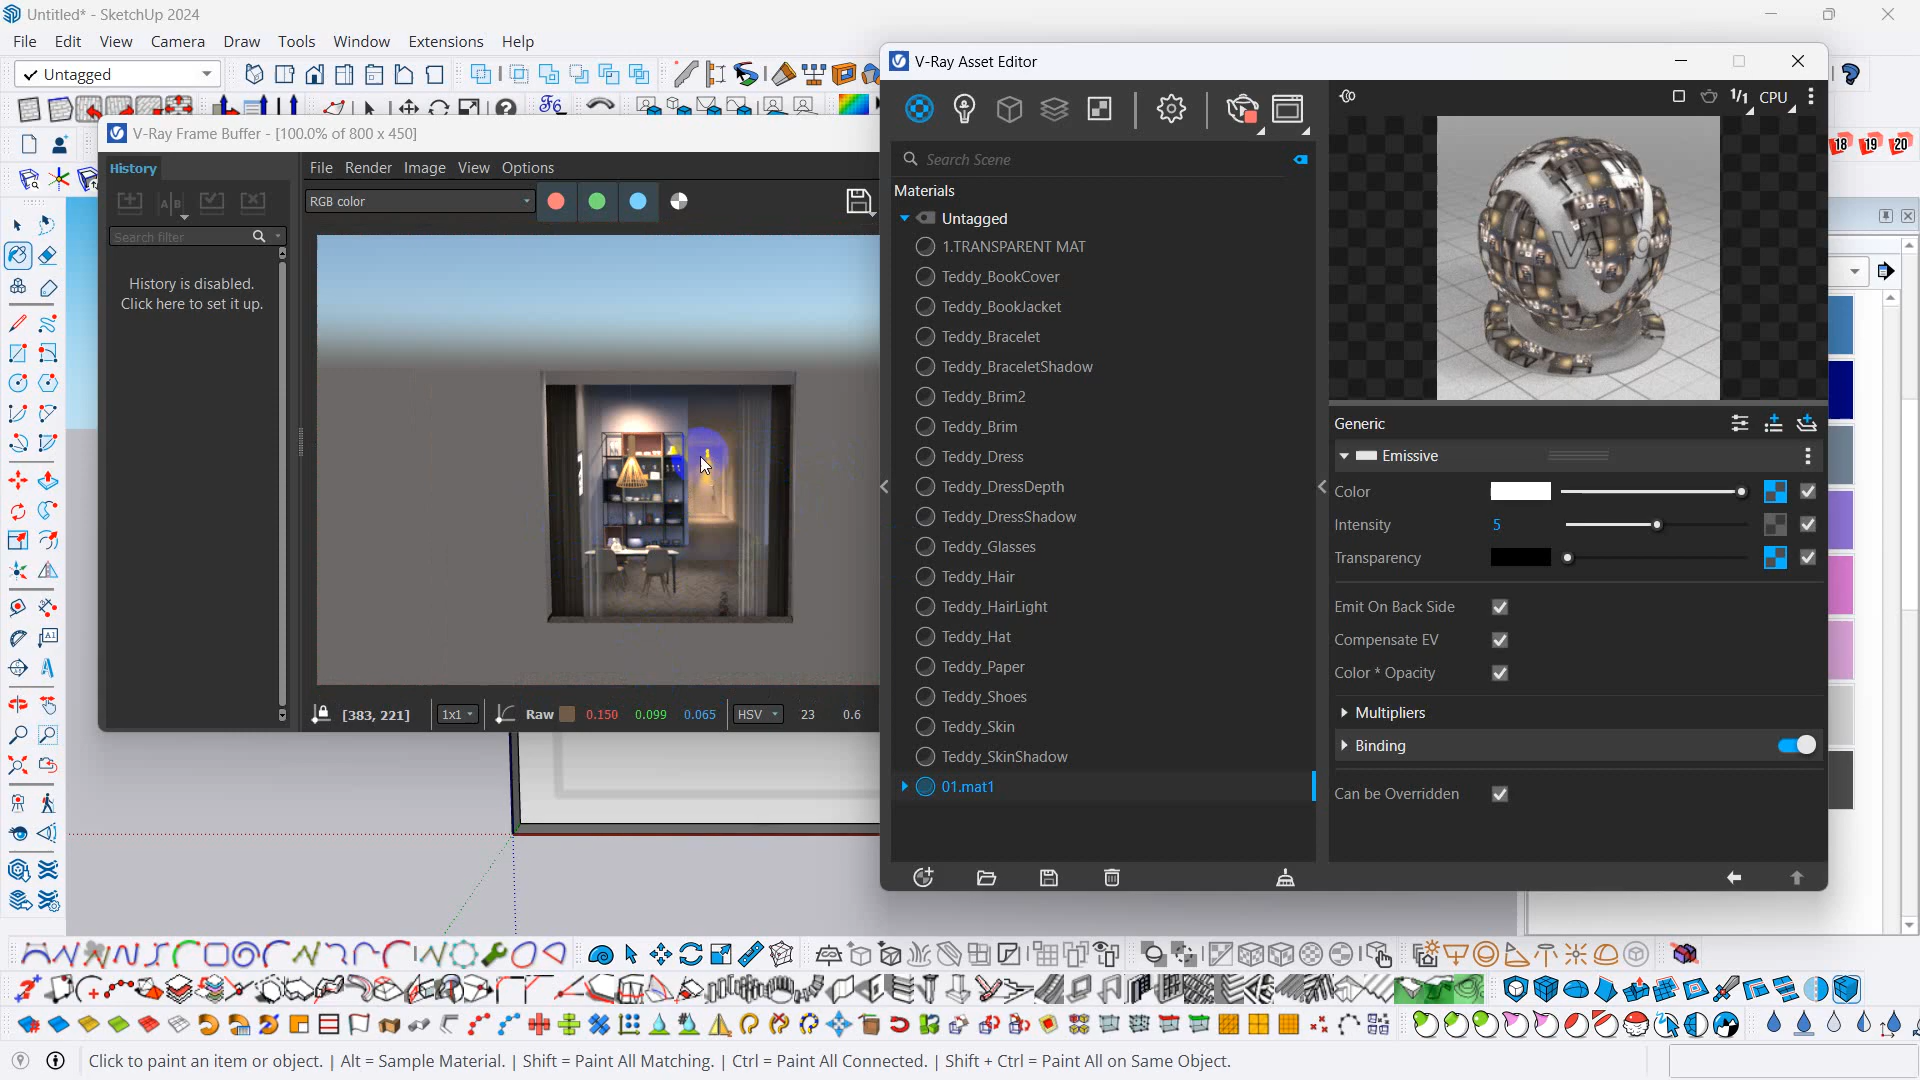 Untitled* - SketchUp 2024
File Edit View Camera Draw Tools Window Extensions Help
Untagged
V-Ray Frame Buffer - [100.0% of 800 x 450]
History
File Render Image View Options
RGB color
Search filter
History is disabled.
Click here to set it up.
[383, 221] 1x1 Raw 0.150 0.099 0.065 HSV 23 0.6
V-Ray Asset Editor
1/1 CPU
Search Scene
Materials
Untagged
1.TRANSPARENT MAT
Teddy_BookCover
Teddy_BookJacket
Teddy_Bracelet
Teddy_BraceletShadow
Teddy_Brim2
Teddy_Brim
Teddy_Dress
Teddy_DressDepth
Teddy_DressShadow
Teddy_Glasses
Teddy_Hair
Teddy_HairLight
Teddy_Hat
Teddy_Paper
Teddy_Shoes
Teddy_Skin
Teddy_SkinShadow
01.mat1
Generic
Emissive
Color
Intensity 5
Transparency
Emit On Back Side
Compensate EV
Color * Opacity
Multipliers
Binding
Can be Overridden
18 19 20
Click to paint an item or object. | Alt = Sample Material. | Shift = Paint All Matching. | Ctrl = Paint All Connected. | Shift + Ctrl = Paint All on Same Object.